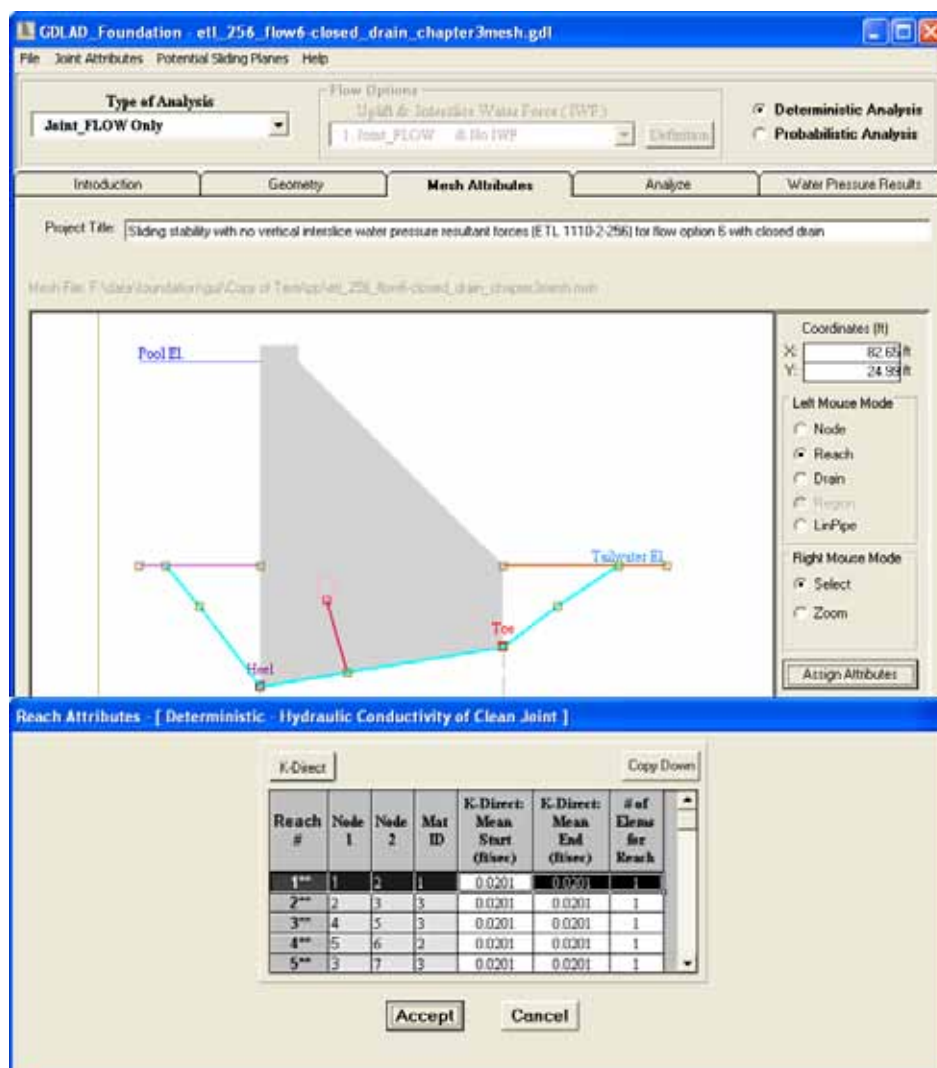 GDLAD_Foundation - etl_256_flow6-closed_drain_chapter3mesh.gdl
File Joint Attributes Potential Sliding Planes Help
Type of Analysis
Joint_FLOW Only
Flow Options
Uplift & Interslice Water Force (IWF)
1. Joint_FLOW & No IWF
Definition
Deterministic Analysis
Probabilistic Analysis
Introduction Geometry Mesh Attributes Analyze Water Pressure Results
Project Title: Sliding stability with no vertical interslice water pressure resultant forces (ETL 1110-2-256) for flow option 6 with closed drain
Mesh File:
Pool El.
Tailwater El.
Toe
Heel
Coordinates (ft)
X: 82.65 ft
Y: 24.99 ft
Left Mouse Mode
Node
Reach
Drain
Region
LinPipe
Right Mouse Mode
Select
Zoom
Assign Attributes
Reach Attributes - [ Deterministic - Hydraulic Conductivity of Clean Joint ]
K-Direct
Copy Down
Reach # Node 1 Node 2 Mat ID K-Direct: Mean Start (ft/sec) K-Direct: Mean End (ft/sec) # of Elems for Reach
1** 1 2 1 0.0201 0.0201 1
2** 2 3 3 0.0201 0.0201 1
3** 4 5 3 0.0201 0.0201 1
4** 5 6 2 0.0201 0.0201 1
5** 3 7 3 0.0201 0.0201 1
Accept Cancel